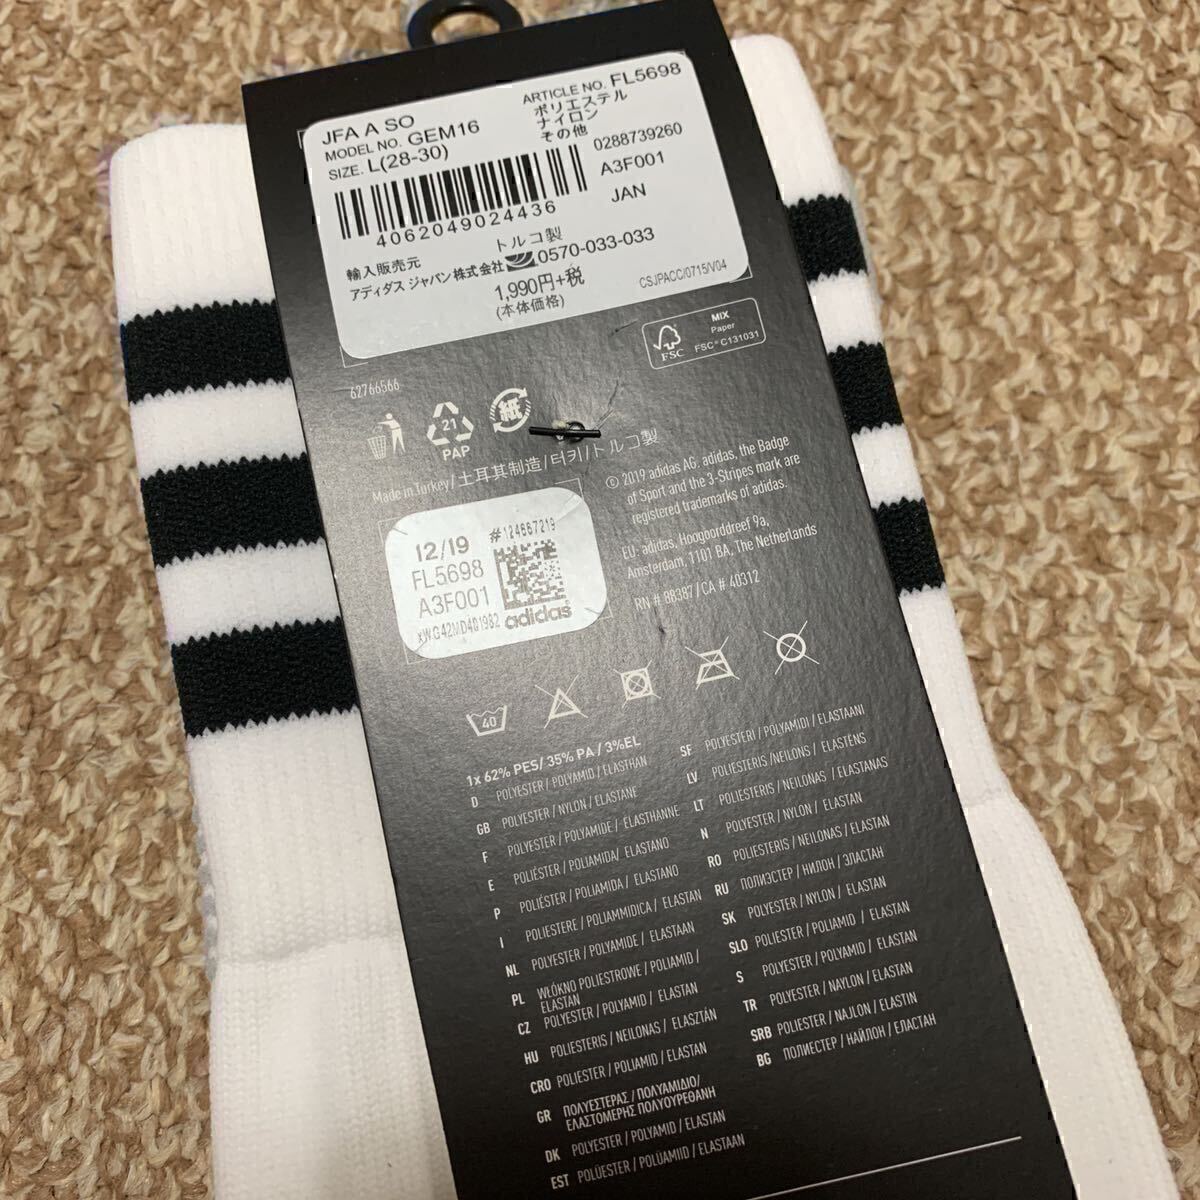 JFA A SO
MODEL NO. GEM16
SIZE. L(28-30)
ARTICLE NO. FL5698
ポリエステル
ナイロン
その他
0288739260
A3F001
JAN
4062049024436
トルコ製
輸入販売元
アディダス ジャパン株式会社
0570-033-033
1,990円+税
(本体価格)
CSJPACC/0715/V04
FSC
MIX
Paper
FSC® C131031
62766566
21
PAP
紙
Made in Turkey/土耳其制造/터키/トルコ製
12/19
#124667219
FL5698
A3F001
adidas
© 2019 adidas AG. adidas, the Badge
of Sport and the 3-Stripes mark are
registered trademarks of adidas.
EU: adidas, Hoogoorddreef 9a,
Amsterdam, 1101 BA, The Netherlands
RN # 88387/CA # 40312
40
1x 62% PES/ 35% PA / 3%EL
D POLYESTER / POLYAMID / ELASTHAN
GB POLYESTER / NYLON / ELASTANE
F POLYESTER / POLYAMIDE / ELASTHANNE
E POLIÉSTER / POLIAMIDA/ ELASTANO
P POLIÉSTER / POLIAMIDA / ELASTANO
I POLIESTERE / POLIAMMIDICA / ELASTAN
NL POLYESTER / POLYAMIDE / ELASTAAN
PL WŁÓKNO POLIESTROWE / POLIAMID /
ELASTAN
CZ POLYESTER / POLYAMID / ELASTAN
HU POLIESTERIS / NEILONAS / ELASZTÁN
CRO POLIESTER / POLIAMID / ELASTAN
GR ΠΟΛΥΕΣΤΕΡΑΣ / ΠΟΛΥΑΜΙΔΙΟ/
ΕΛΑΣΤΟΜΕΡΗΣ ΠΟΛΥΟΥΡΕΘΑΝΗ
DK POLYESTER / POLYAMID / ELASTAN
EST POLÜESTER / POLÜAMIID / ELASTAAN
SF POLYESTERI / POLYAMIDI / ELASTAANI
LV POLIESTERIS /NEILONS / ELASTĒNS
LT POLIESTERIS / NEILONAS / ELASTANAS
N POLYESTER / NYLON / ELASTAN
RO POLIESTERIS / NEILONAS / ELASTAN
RU ПОЛИЭСТЕР / НИЛОН / ЭЛАСТАН
SK POLYESTER / NYLON / ELASTAN
SLO POLIESTER / POLIAMID / ELASTAN
S POLYESTER / POLYAMID / ELASTAN
TR POLYESTER / NAYLON / ELASTAN
SRB POLIESTER / NAJLON / ELASTIN
BG ПОЛИЕСТЕР / НАЙЛОН / ЕЛАСТАН